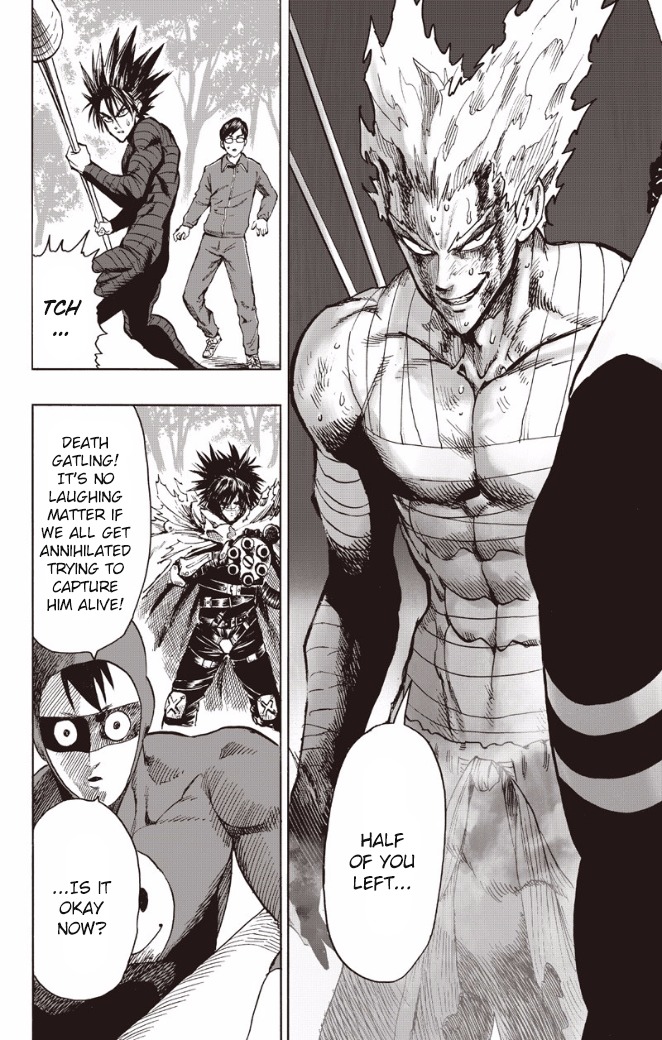 HALF
OF YOU
LEFT...
TCH
...
DEATH
GATLING!
IT'S NO
LAUGHING
MATTER IF
WE ALL GET
ANNIHILATED
TRYING TO
CAPTURE
HIM ALIVE!
...IS IT
OKAY
NOW?